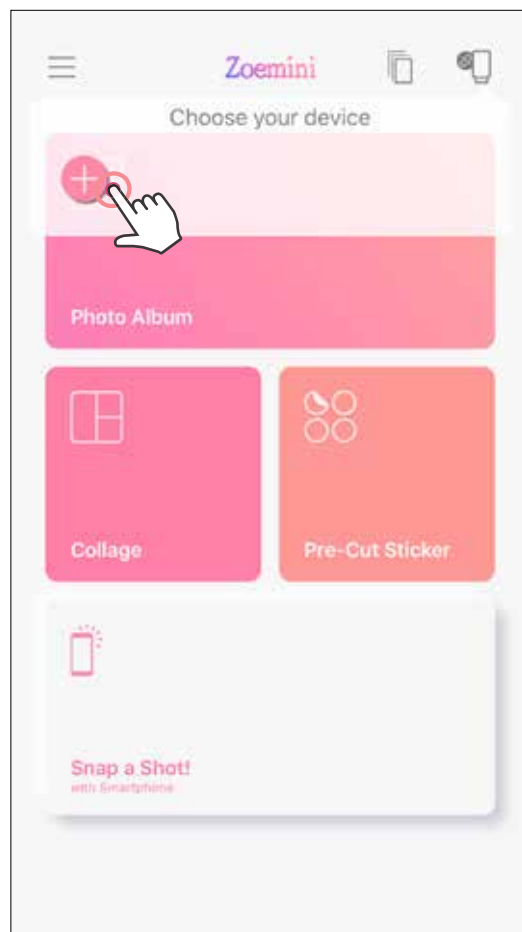 Zoemini
Choose your device
Photo Album
Collage
Pre-Cut Sticker
Snap a Shot!
with Smartphone